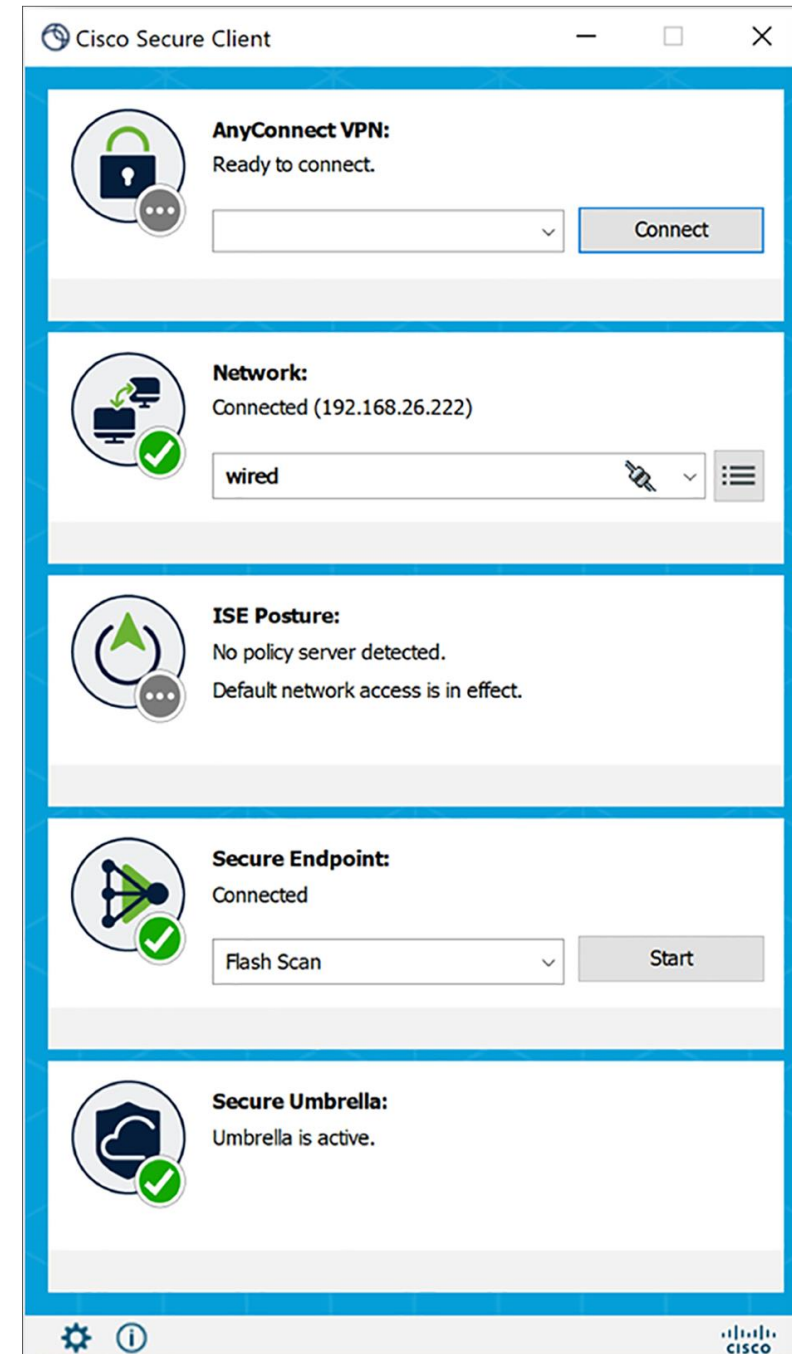 Cisco Secure Client
AnyConnect VPN:
Ready to connect.
Connect
Network:
Connected (192.168.26.222)
wired
ISE Posture:
No policy server detected.
Default network access is in effect.
Secure Endpoint:
Connected
Flash Scan
Start
Secure Umbrella:
Umbrella is active.
CISCO